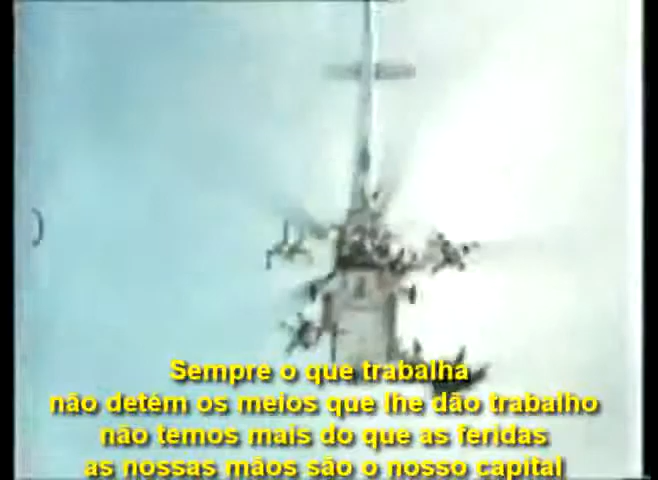 Sempre o que trabalha
não detém os meios que lhe dão trabalho
não temos mais do que as feridas
as nossas mãos são o nosso capital